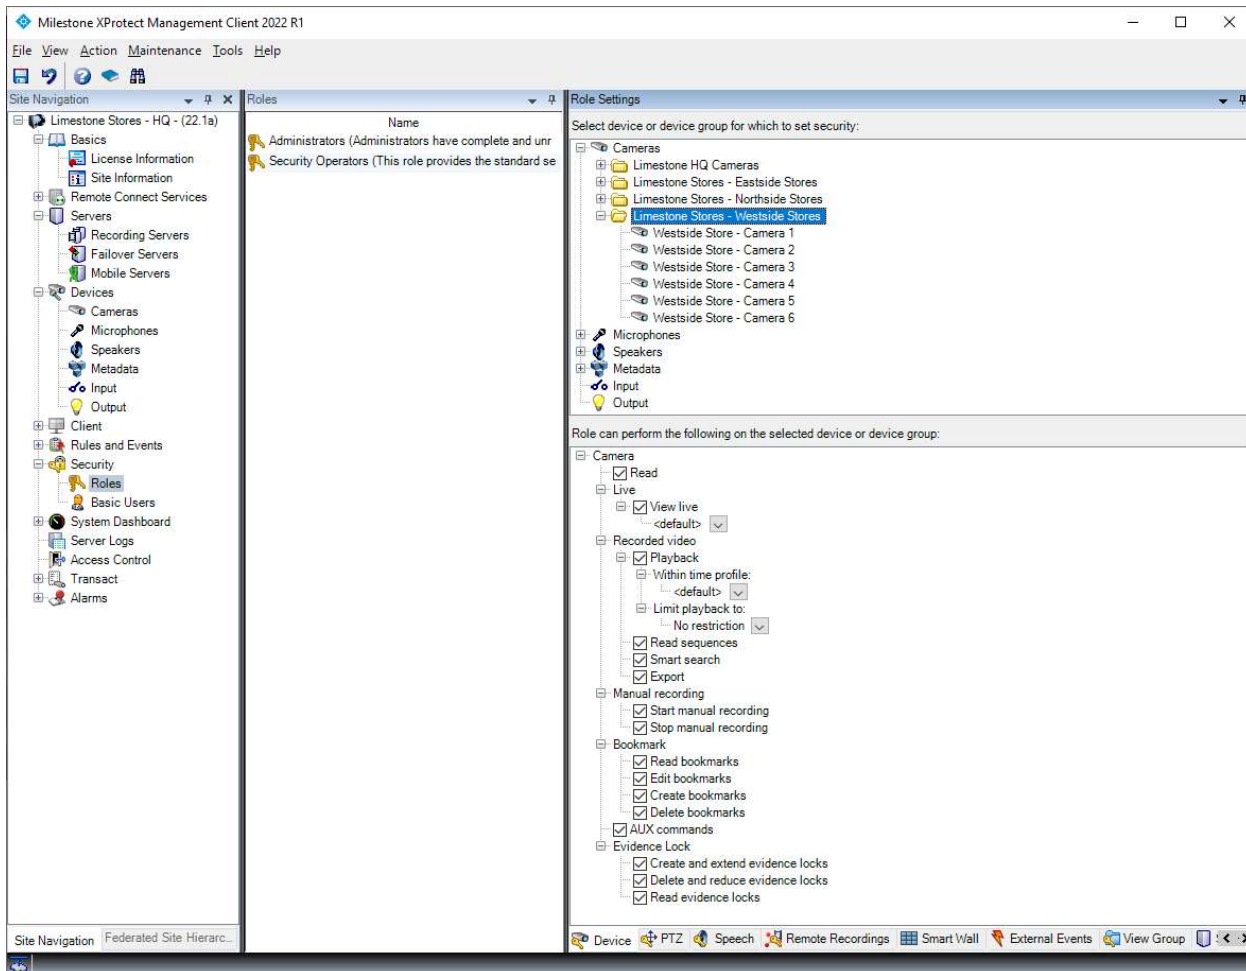 Milestone XProtect Management Client 2022 R1
File View Action Maintenance Tools Help
Site Navigation
Limestone Stores - HQ - (22.1a)
Basics
License Information
Site Information
Remote Connect Services
Servers
Recording Servers
Failover Servers
Mobile Servers
Devices
Cameras
Microphones
Speakers
Metadata
Input
Output
Client
Rules and Events
Security
Roles
Basic Users
System Dashboard
Server Logs
Access Control
Transact
Alarms
Site Navigation Federated Site Hierarc...
Roles
Name
Administrators (Administrators have complete and unr
Security Operators (This role provides the standard se
Role Settings
Select device or device group for which to set security:
Cameras
Limestone HQ Cameras
Limestone Stores - Eastside Stores
Limestone Stores - Northside Stores
Limestone Stores - Westside Stores
Westside Store - Camera 1
Westside Store - Camera 2
Westside Store - Camera 3
Westside Store - Camera 4
Westside Store - Camera 5
Westside Store - Camera 6
Microphones
Speakers
Metadata
Input
Output
Role can perform the following on the selected device or device group:
Camera
Read
Live
View live
<default>
Recorded video
Playback
Within time profile:
<default>
Limit playback to:
No restriction
Read sequences
Smart search
Export
Manual recording
Start manual recording
Stop manual recording
Bookmark
Read bookmarks
Edit bookmarks
Create bookmarks
Delete bookmarks
AUX commands
Evidence Lock
Create and extend evidence locks
Delete and reduce evidence locks
Read evidence locks
Device PTZ Speech Remote Recordings Smart Wall External Events View Group